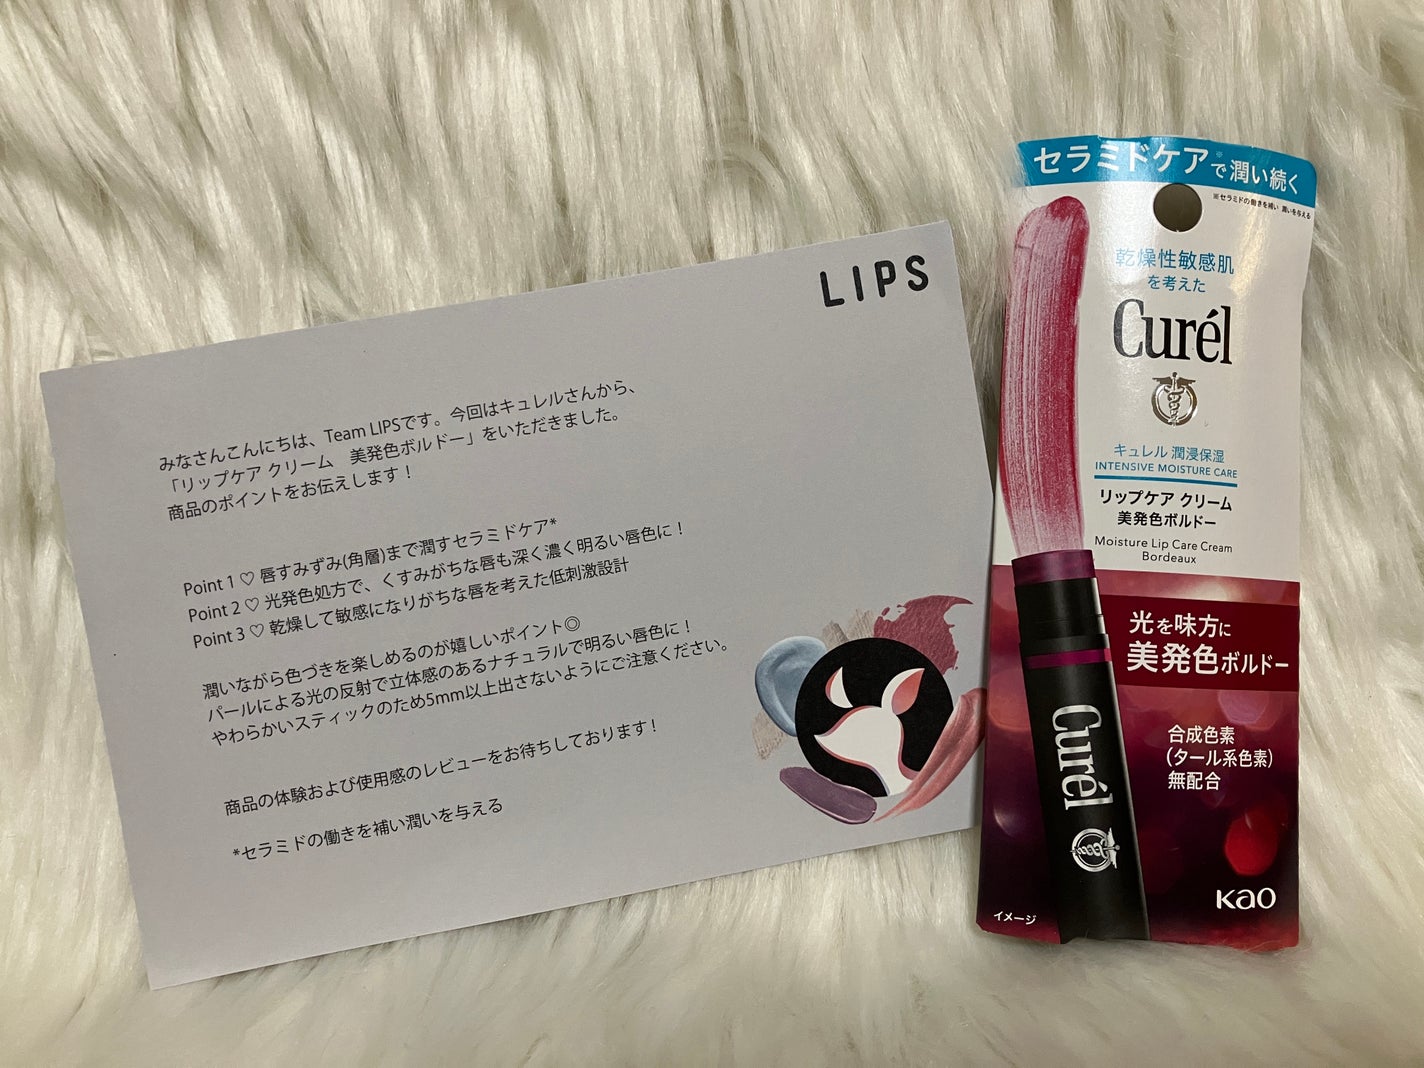 LIPS
みなさんこんにちは、Team LIPSです。今回はキュレルさんから、
「リップケア クリーム　美発色ボルドー」をいただきました。
商品のポイントをお伝えします！
Point 1 ♡ 唇すみずみ(角層)まで潤すセラミドケア*
Point 2 ♡ 光発色処方で、くすみがちな唇も深く濃く明るい唇色に！
Point 3 ♡ 乾燥して敏感になりがちな唇を考えた低刺激設計
潤いながら色づきを楽しめるのが嬉しいポイント◎
パールによる光の反射で立体感のあるナチュラルで明るい唇色に！
やわらかいスティックのため5mm以上出さないようにご注意ください。
商品の体験および使用感のレビューをお待ちしております！
*セラミドの働きを補い潤いを与える
セラミドケア※で潤い続く
※セラミドの働きを補い 潤いを与える
乾燥性敏感肌
を考えた
Curél
キュレル 潤浸保湿
INTENSIVE MOISTURE CARE
リップケア クリーム
美発色ボルドー
Moisture Lip Care Cream
Bordeaux
光を味方に
美発色ボルドー
Curél
合成色素
(タール系色素)
無配合
Kao
イメージ